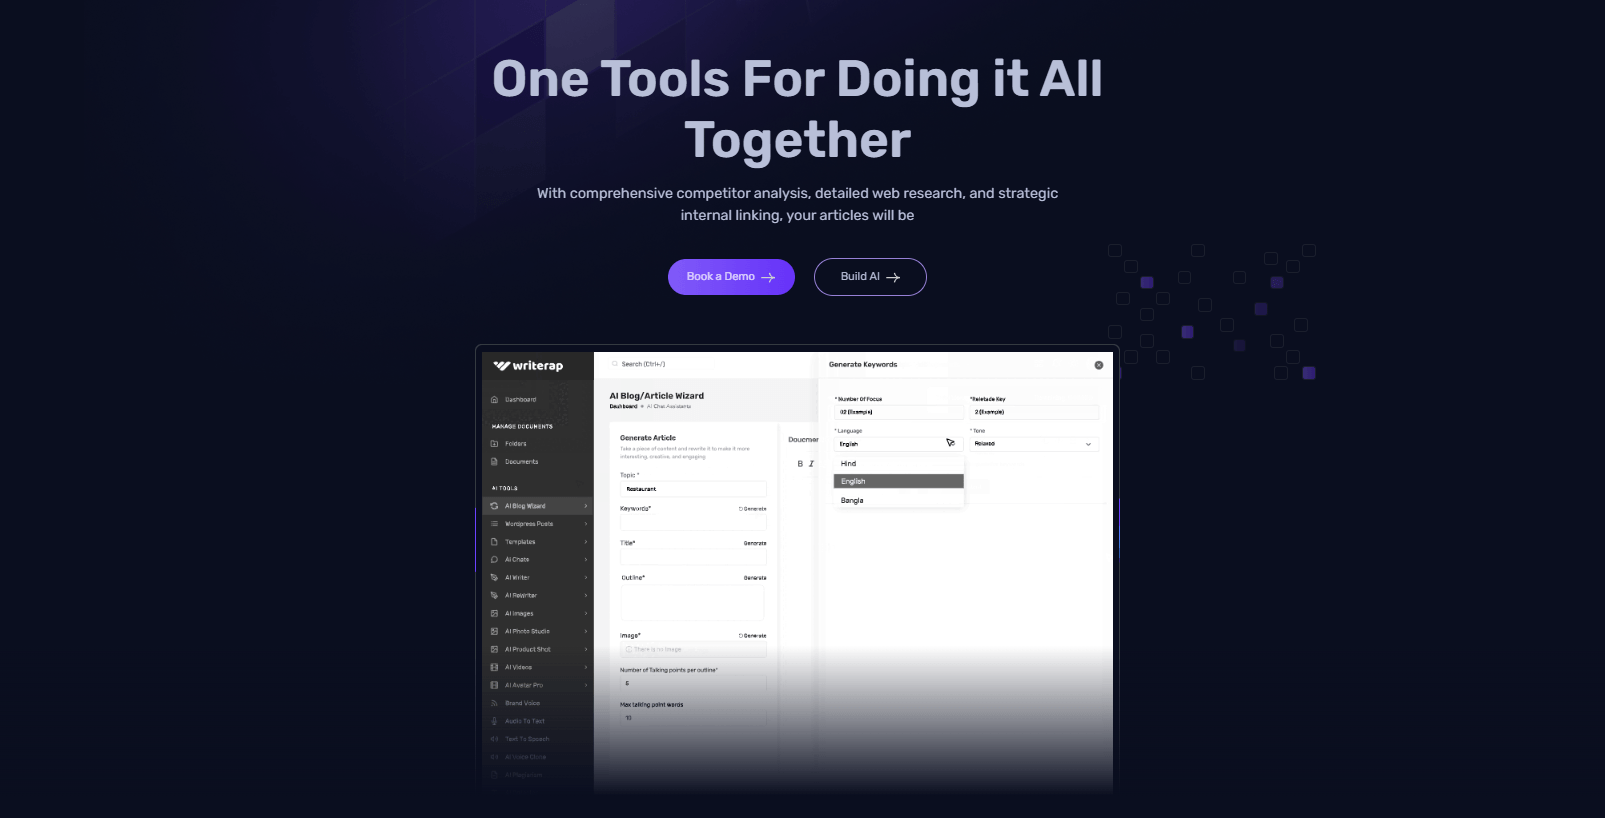 One Tools For Doing it All
Together
With comprehensive competitor analysis, detailed web research, and strategic
internal linking, your articles will be
Book a Demo
Build AI
writerap
Dashboard
MANAGE DOCUMENTS
Folders
Documents
AI TOOLS
AI Blog Wizard
Wordpress Posts
Templates
AI Chats
AI Writer
AI ReWriter
AI Images
AI Photo Studio
AI Product Shot
AI Videos
AI Avatar Pro
Brand Voice
Audio To Text
Text To Speech
AI Voice Clone
Search (Ctrl+/)
AI Blog/Article Wizard
Dashboard AI Chat Assistants
Generate Article
Take a piece of content and rewrite it to make it more
interesting, creative, and engaging
Topic *
Restaurant
Keywords* Generate
Title* Generate
Outline* Generate
Image* Generate
There is no image
Number of Talking points per outline*
6
Max talking point words
10
Documer
B I
Generate Keywords
* Number Of Focus
02 (Example)
*Reletade Key
2 (Example)
* Language
English
* Tone
Relaxed
Hind
English
Bangla